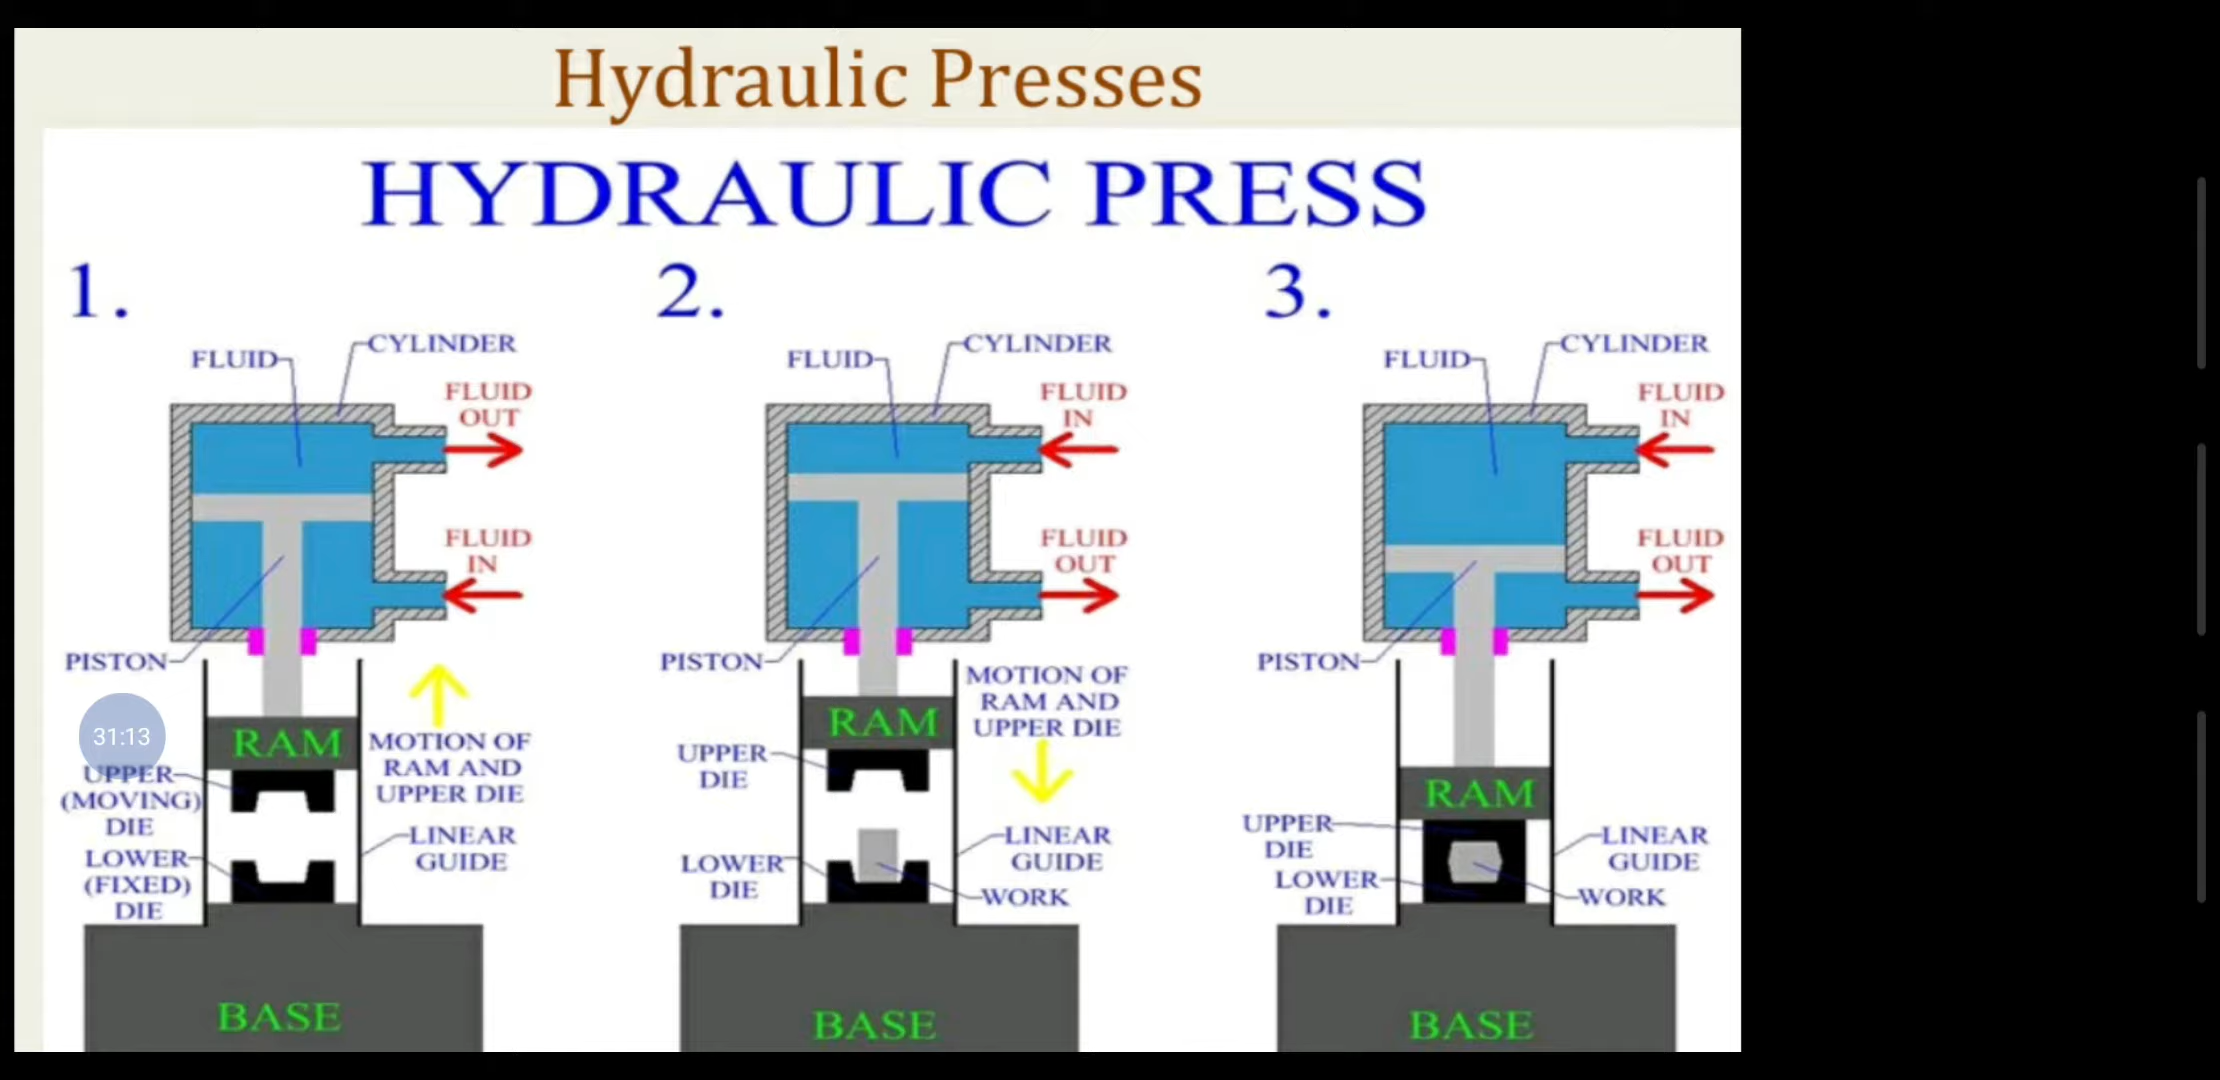 Hydraulic Presses
HYDRAULIC PRESS
1.
FLUID
CYLINDER
FLUID
OUT
FLUID
IN
PISTON
31:13
RAM
MOTION OF
RAM AND
UPPER DIE
UPPER
(MOVING)
DIE
LINEAR
GUIDE
LOWER
(FIXED)
DIE
BASE
2.
FLUID
CYLINDER
FLUID
IN
FLUID
OUT
PISTON
MOTION OF
RAM AND
UPPER DIE
RAM
UPPER
DIE
LINEAR
GUIDE
LOWER
DIE
WORK
BASE
3.
FLUID
CYLINDER
FLUID
IN
FLUID
OUT
PISTON
RAM
UPPER
DIE
LINEAR
GUIDE
LOWER
DIE
WORK
BASE